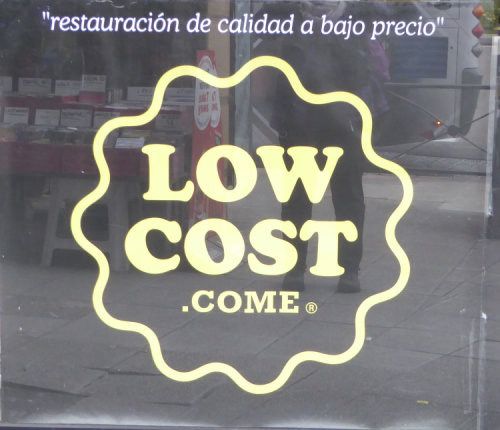 "restauración de calidad a bajo precio"
LOW
COST
.COME®